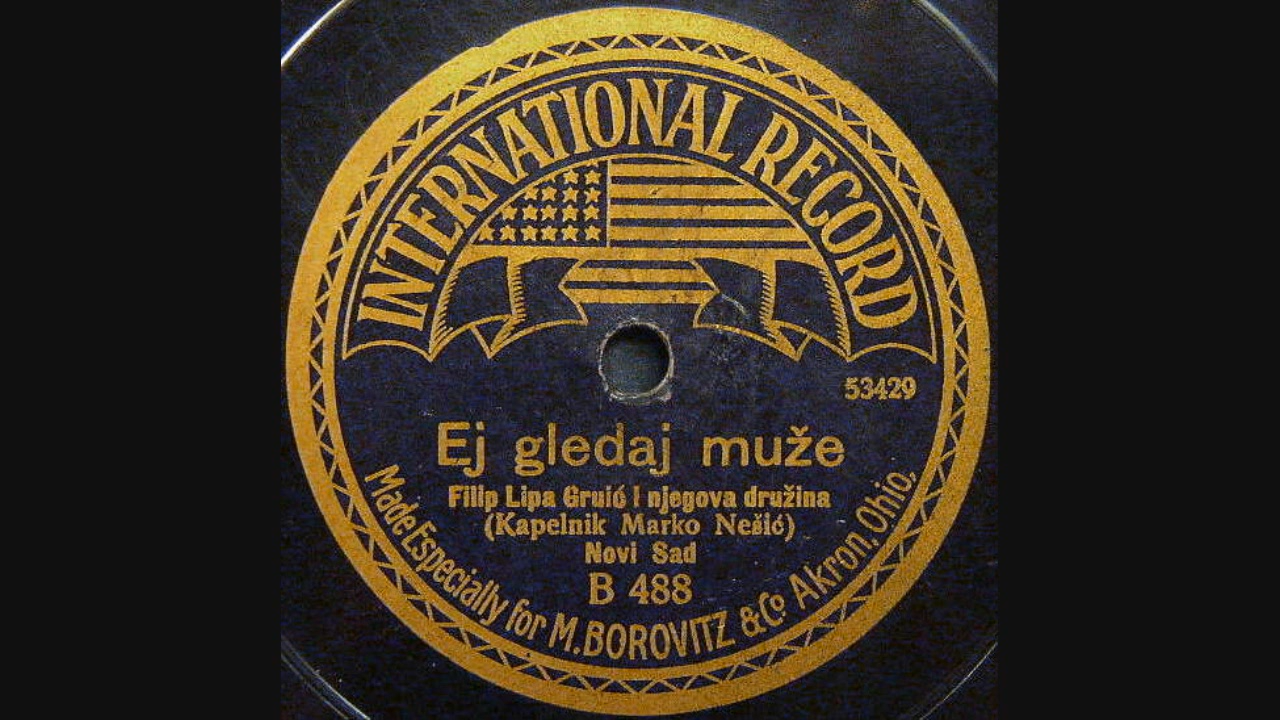 INTERNATIONAL RECORD
53429
Ej gledaj muže
Filip Lipa Gruić i njegova družina
(Kapelnik Marko Nešić)
Novi Sad
B 488
Made Especially for M. BOROVITZ & Co Akron, Ohio,